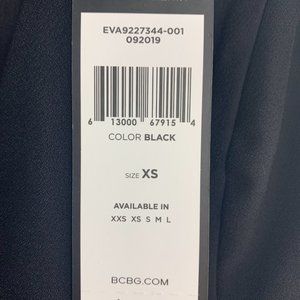 EVA9227344-001
092019
6 13000 67915 4
COLOR BLACK
SIZE XS
AVAILABLE IN
XXS XS S M L
BCBG.COM